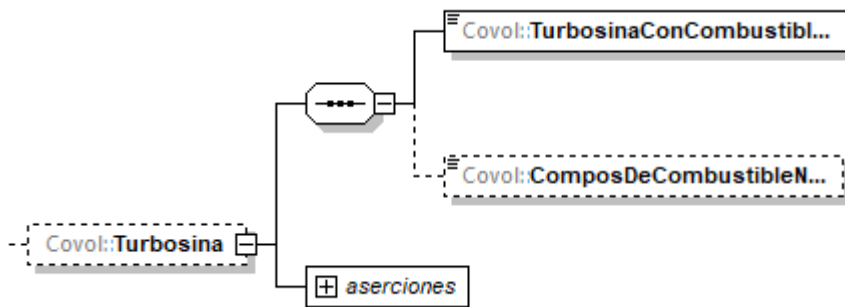 Covol::TurbosinaConCombustibl...
Covol::ComposDeCombustibleN...
Covol::Turbosina
aserciones